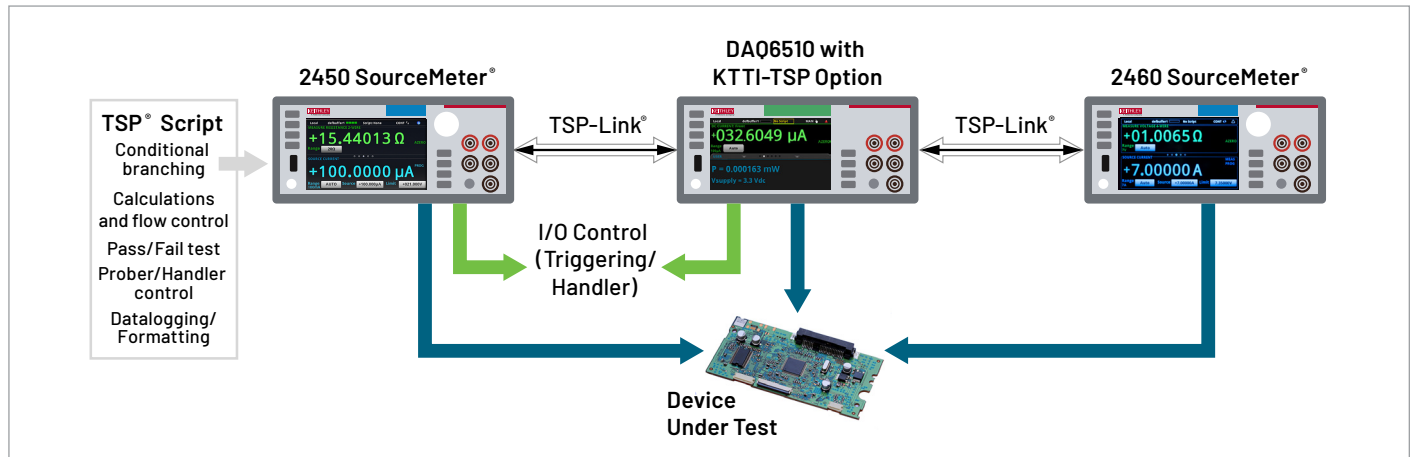 TSP® Script
Conditional
branching
Calculations
and flow control
Pass/Fail test
Prober/Handler
control
Datalogging/
Formatting
2450 SourceMeter®
+15.44013 Ω
+100.0000 µA
TSP-Link®
DAQ6510 with
KTTI-TSP Option
+032.6049 µA
Auto
P = 0.000163 mW
Vsupply = 3.3 Vdc
TSP-Link®
2460 SourceMeter®
+01.0065 Ω
+7.00000 A
I/O Control
(Triggering/
Handler)
Device
Under Test